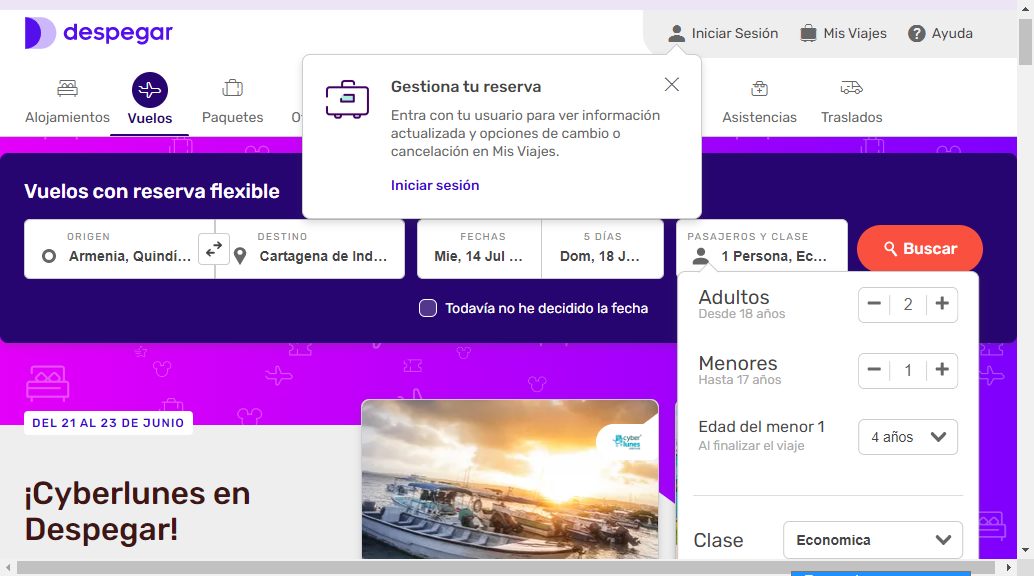 despegar
Iniciar Sesión
Mis Viajes
Ayuda
Alojamientos
Vuelos
Paquetes
Asistencias
Traslados
Gestiona tu reserva
Entra con tu usuario para ver información
actualizada y opciones de cambio o
cancelación en Mis Viajes.
Iniciar sesión
Vuelos con reserva flexible
ORIGEN
Armenia, Quindí...
DESTINO
Cartagena de Ind...
FECHAS
Mie, 14 Jul ...
5 DÍAS
Dom, 18 J...
PASAJEROS Y CLASE
1 Persona, Ec...
Buscar
Todavía no he decidido la fecha
Adultos
Desde 18 años
2
Menores
Hasta 17 años
1
Edad del menor 1
Al finalizar el viaje
4 años
Clase
Economica
DEL 21 AL 23 DE JUNIO
¡Cyberlunes en
Despegar!
cyber
lunes